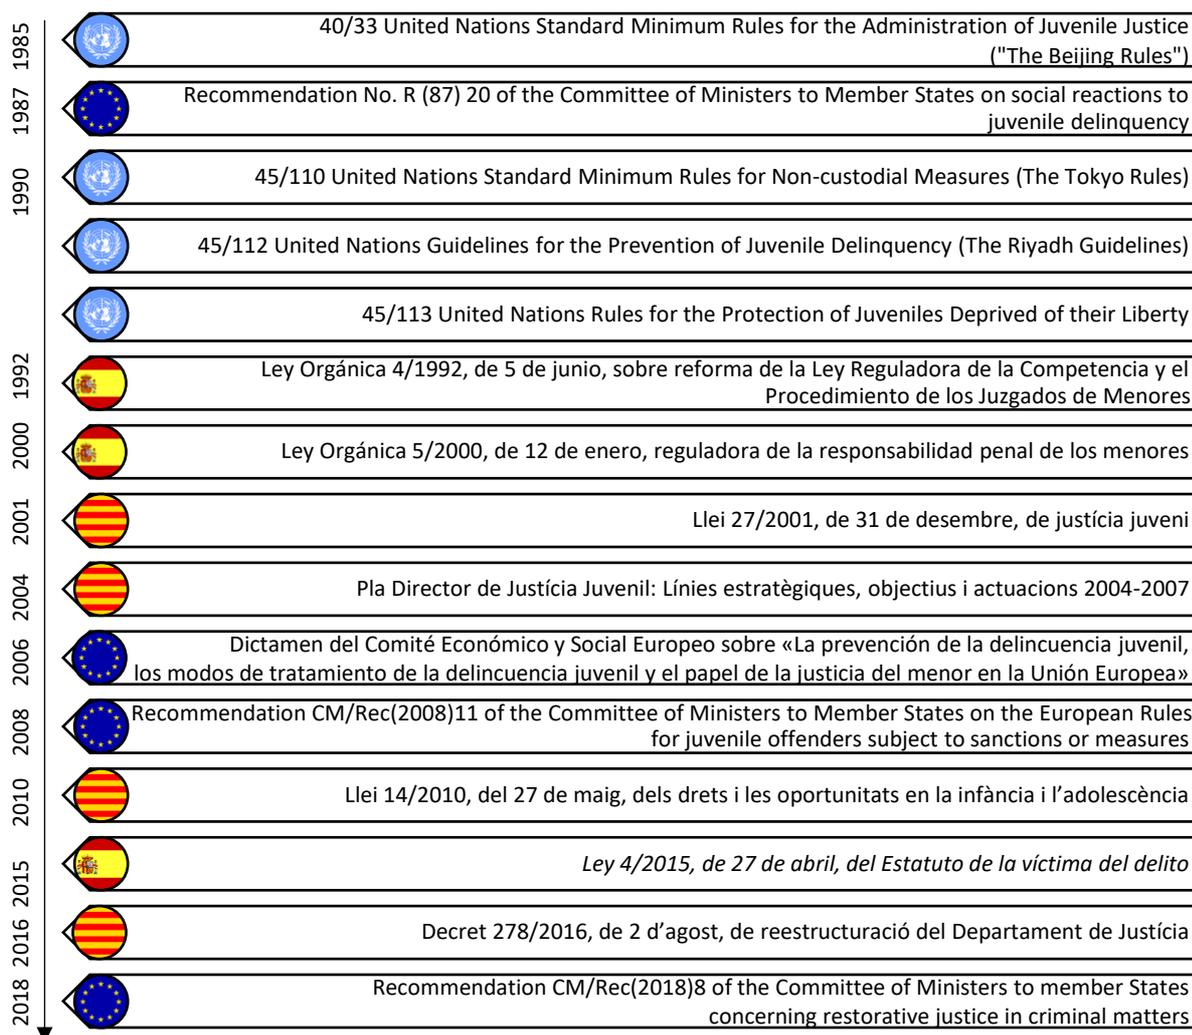 1985
40/33 United Nations Standard Minimum Rules for the Administration of Juvenile Justice
("The Beijing Rules")
1987
Recommendation No. R (87) 20 of the Committee of Ministers to Member States on social reactions to
juvenile delinquency
1990
45/110 United Nations Standard Minimum Rules for Non-custodial Measures (The Tokyo Rules)
45/112 United Nations Guidelines for the Prevention of Juvenile Delinquency (The Riyadh Guidelines)
45/113 United Nations Rules for the Protection of Juveniles Deprived of their Liberty
1992
Ley Orgánica 4/1992, de 5 de junio, sobre reforma de la Ley Reguladora de la Competencia y el
Procedimiento de los Juzgados de Menores
2000
Ley Orgánica 5/2000, de 12 de enero, reguladora de la responsabilidad penal de los menores
2001
Llei 27/2001, de 31 de desembre, de justícia juveni
2004
Pla Director de Justícia Juvenil: Línies estratègiques, objectius i actuacions 2004-2007
2006
Dictamen del Comité Económico y Social Europeo sobre «La prevención de la delincuencia juvenil,
los modos de tratamiento de la delincuencia juvenil y el papel de la justicia del menor en la Unión Europea»
2008
Recommendation CM/Rec(2008)11 of the Committee of Ministers to Member States on the European Rules
for juvenile offenders subject to sanctions or measures
2010
Llei 14/2010, del 27 de maig, dels drets i les oportunitats en la infància i l’adolescència
2015
Ley 4/2015, de 27 de abril, del Estatuto de la víctima del delito
2016
Decret 278/2016, de 2 d’agost, de reestructuració del Departament de Justícia
2018
Recommendation CM/Rec(2018)8 of the Committee of Ministers to member States
concerning restorative justice in criminal matters